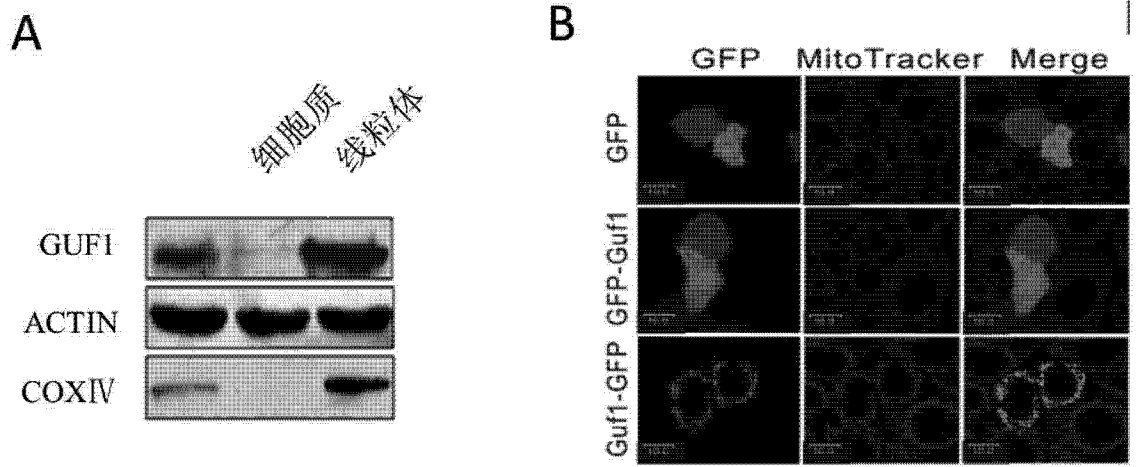 A
细胞质
线粒体
GUF1
ACTIN
COXⅣ
B
GFP MitoTracker Merge
GFP
GFP-Guf1
Guf1-GFP